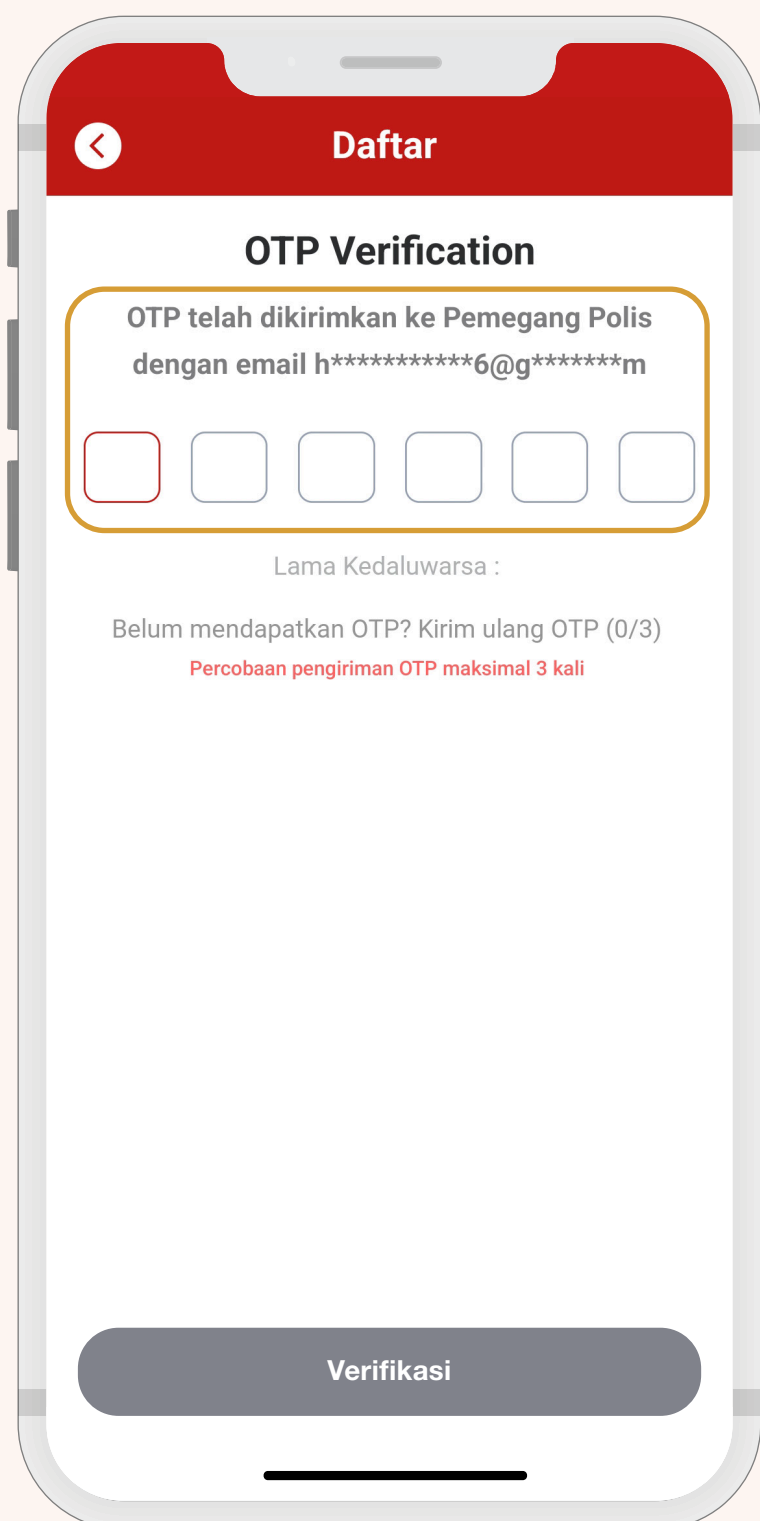 Daftar
OTP Verification
OTP telah dikirimkan ke Pemegang Polis
dengan email h***********6@g*******m
Lama Kedaluwarsa :
Belum mendapatkan OTP? Kirim ulang OTP (0/3)
Percobaan pengiriman OTP maksimal 3 kali
Verifikasi